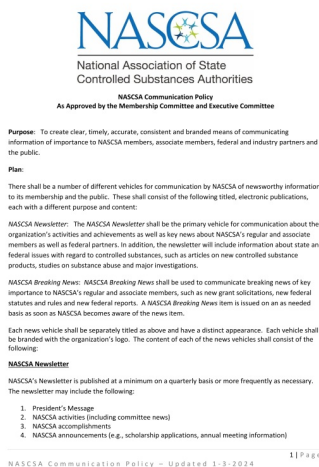 NASCSA
National Association of State
Controlled Substances Authorities
NASCSA Communication Policy
As Approved by the Membership Committee and Executive Committee
Purpose: To create clear, timely, accurate, consistent and branded means of communicating
information of importance to NASCSA members, associate members, federal and industry partners and
the public.
Plan:
There shall be a number of different vehicles for communication by NASCSA of newsworthy information
to its membership and the public. These shall consist of the following titled, electronic publications,
each with a different purpose and content:
NASCSA Newsletter: The NASCSA Newsletter shall be the primary vehicle for communication about the
organization's activities and achievements as well as key news about NASCSA's regular and associate
members as well as federal partners. In addition, the newsletter will include information about state an
federal issues with regard to controlled substances, such as articles on new controlled substance
products, studies on substance abuse and major investigations.
NASCSA Breaking News: NASCSA Breaking News shall be used to communicate breaking news of key
importance to NASCSA's regular and associate members, such as new grant solicitations, new federal
statutes and rules and new federal reports. A NASCSA Breaking News item is issued on an as needed
basis as soon as NASCSA becomes aware of the news item.
Each news vehicle shall be separately titled as above and have a distinct appearance. Each vehicle shall
be branded with the organization's logo. The content of each of the news vehicles shall consist of the
following:
NASCSA Newsletter
NASCSA's Newsletter is published at a minimum on a quarterly basis or more frequently as necessary.
The newsletter may include the following:
1. President's Message
2. NASCSA activities (including committee news)
3. NASCSA accomplishments
4. NASCSA announcements (e.g., scholarship applications, annual meeting information)
1 | Page
NASCSA Communication Policy – Updated 1-3-2024